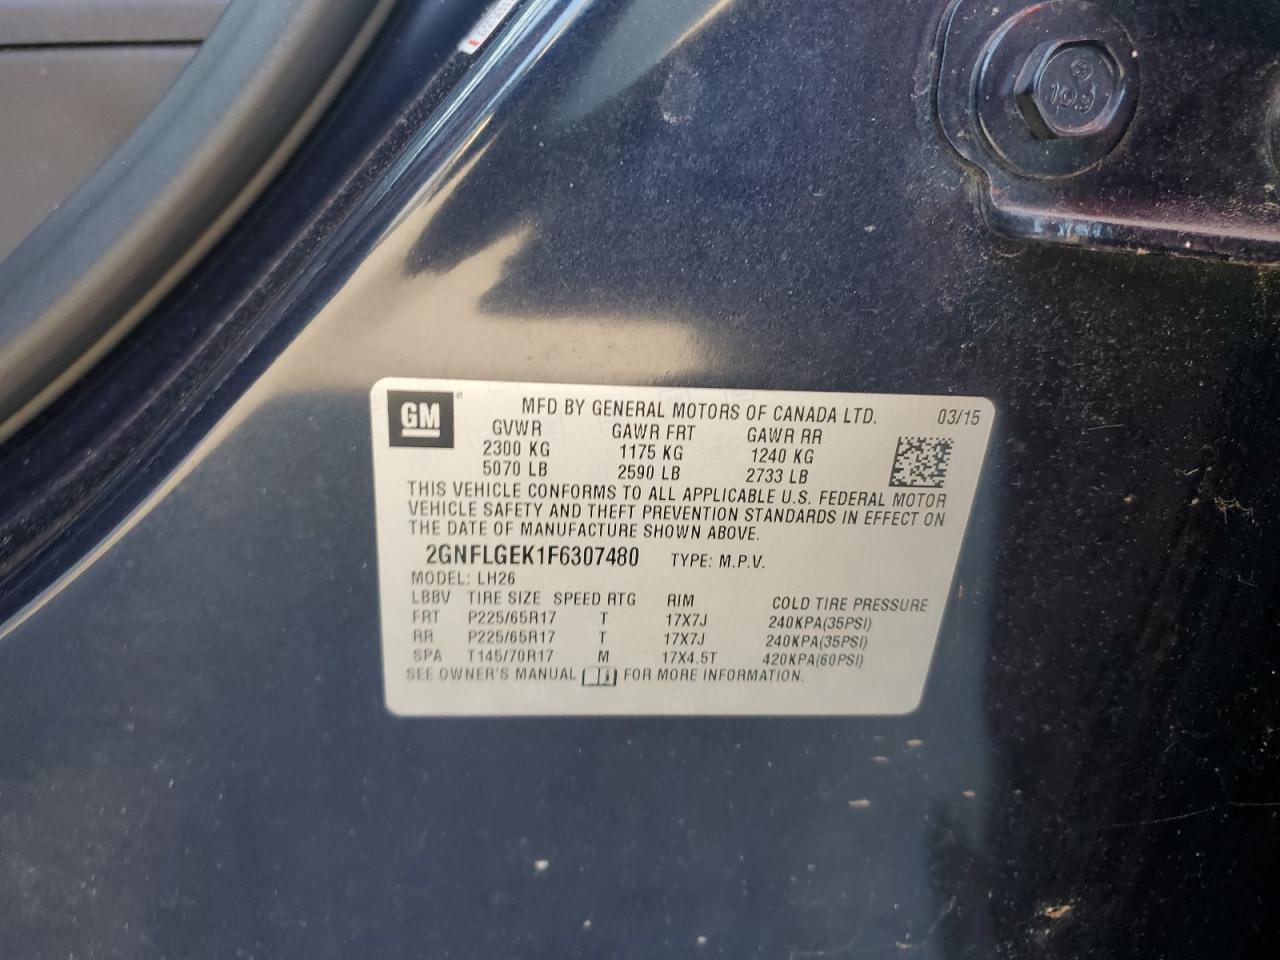 10.9
GM
MFD BY GENERAL MOTORS OF CANADA LTD. 03/15
GVWR GAWR FRT GAWR RR
2300 KG 1175 KG 1240 KG
5070 LB 2590 LB 2733 LB
THIS VEHICLE CONFORMS TO ALL APPLICABLE U.S. FEDERAL MOTOR
VEHICLE SAFETY AND THEFT PREVENTION STANDARDS IN EFFECT ON
THE DATE OF MANUFACTURE SHOWN ABOVE.
2GNFLGEK1F6307480 TYPE: M.P.V.
MODEL: LH26
LBBV TIRE SIZE SPEED RTG RIM COLD TIRE PRESSURE
FRT P225/65R17 T 17X7J 240KPA(35PSI)
RR P225/65R17 T 17X7J 240KPA(35PSI)
SPA T145/70R17 M 17X4.5T 420KPA(60PSI)
SEE OWNER'S MANUAL FOR MORE INFORMATION.